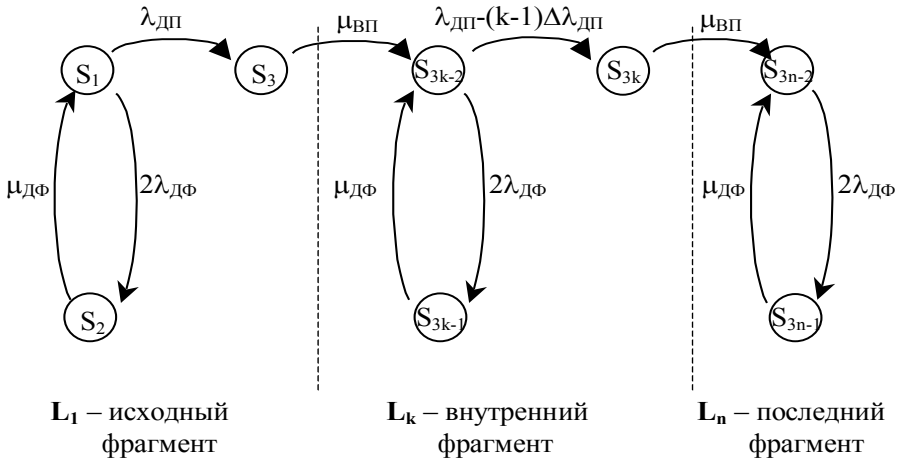 λДП μВП λДП-(k-1)ΔλДП μВП
S1 S3 S3k-2 S3k S3n-2
μДФ 2λДФ μДФ 2λДФ μДФ 2λДФ
S2 S3k-1 S3n-1
L1 – исходный фрагмент
Lk – внутренний фрагмент
Ln – последний фрагмент